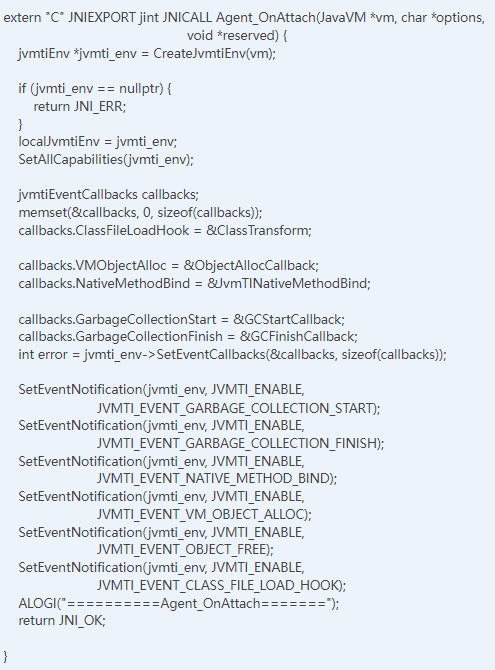 extern "C" JNIEXPORT jint JNICALL Agent_OnAttach(JavaVM *vm, char *options,
void *reserved) {
jvmtiEnv *jvmti_env = CreateJvmtiEnv(vm);
if (jvmti_env == nullptr) {
return JNI_ERR;
}
localJvmtiEnv = jvmti_env;
SetAllCapabilities(jvmti_env);
jvmtiEventCallbacks callbacks;
memset(&callbacks, 0, sizeof(callbacks));
callbacks.ClassFileLoadHook = &ClassTransform;
callbacks.VMObjectAlloc = &ObjectAllocCallback;
callbacks.NativeMethodBind = &JvmTINativeMethodBind;
callbacks.GarbageCollectionStart = &GCStartCallback;
callbacks.GarbageCollectionFinish = &GCFinishCallback;
int error = jvmti_env->SetEventCallbacks(&callbacks, sizeof(callbacks));
SetEventNotification(jvmti_env, JVMTI_ENABLE,
JVMTI_EVENT_GARBAGE_COLLECTION_START);
SetEventNotification(jvmti_env, JVMTI_ENABLE,
JVMTI_EVENT_GARBAGE_COLLECTION_FINISH);
SetEventNotification(jvmti_env, JVMTI_ENABLE,
JVMTI_EVENT_NATIVE_METHOD_BIND);
SetEventNotification(jvmti_env, JVMTI_ENABLE,
JVMTI_EVENT_VM_OBJECT_ALLOC);
SetEventNotification(jvmti_env, JVMTI_ENABLE,
JVMTI_EVENT_OBJECT_FREE);
SetEventNotification(jvmti_env, JVMTI_ENABLE,
JVMTI_EVENT_CLASS_FILE_LOAD_HOOK);
ALOGI("==========Agent_OnAttach=======");
return JNI_OK;
}